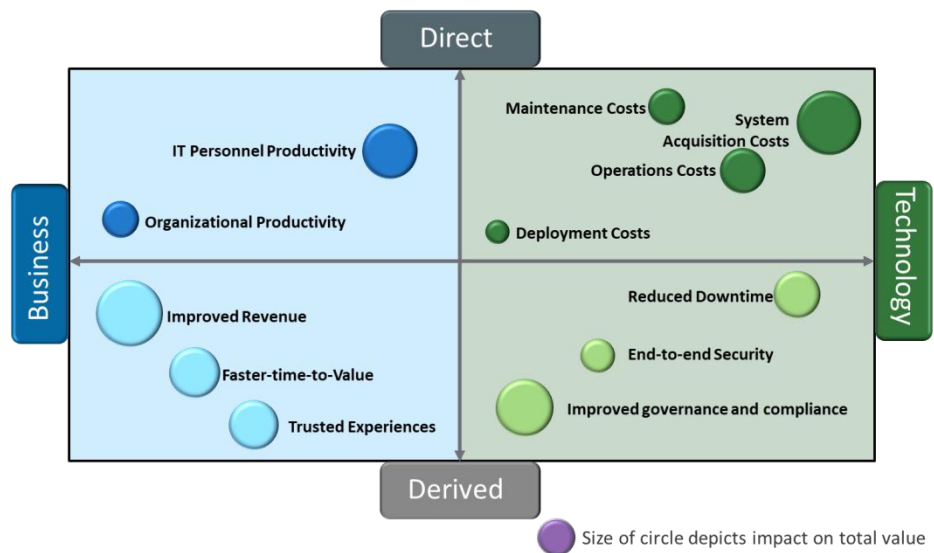 Direct
Business
Technology
IT Personnel Productivity
Organizational Productivity
Maintenance Costs
System
Acquisition Costs
Operations Costs
Deployment Costs
Improved Revenue
Faster-time-to-Value
Trusted Experiences
Reduced Downtime
End-to-end Security
Improved governance and compliance
Derived
Size of circle depicts impact on total value